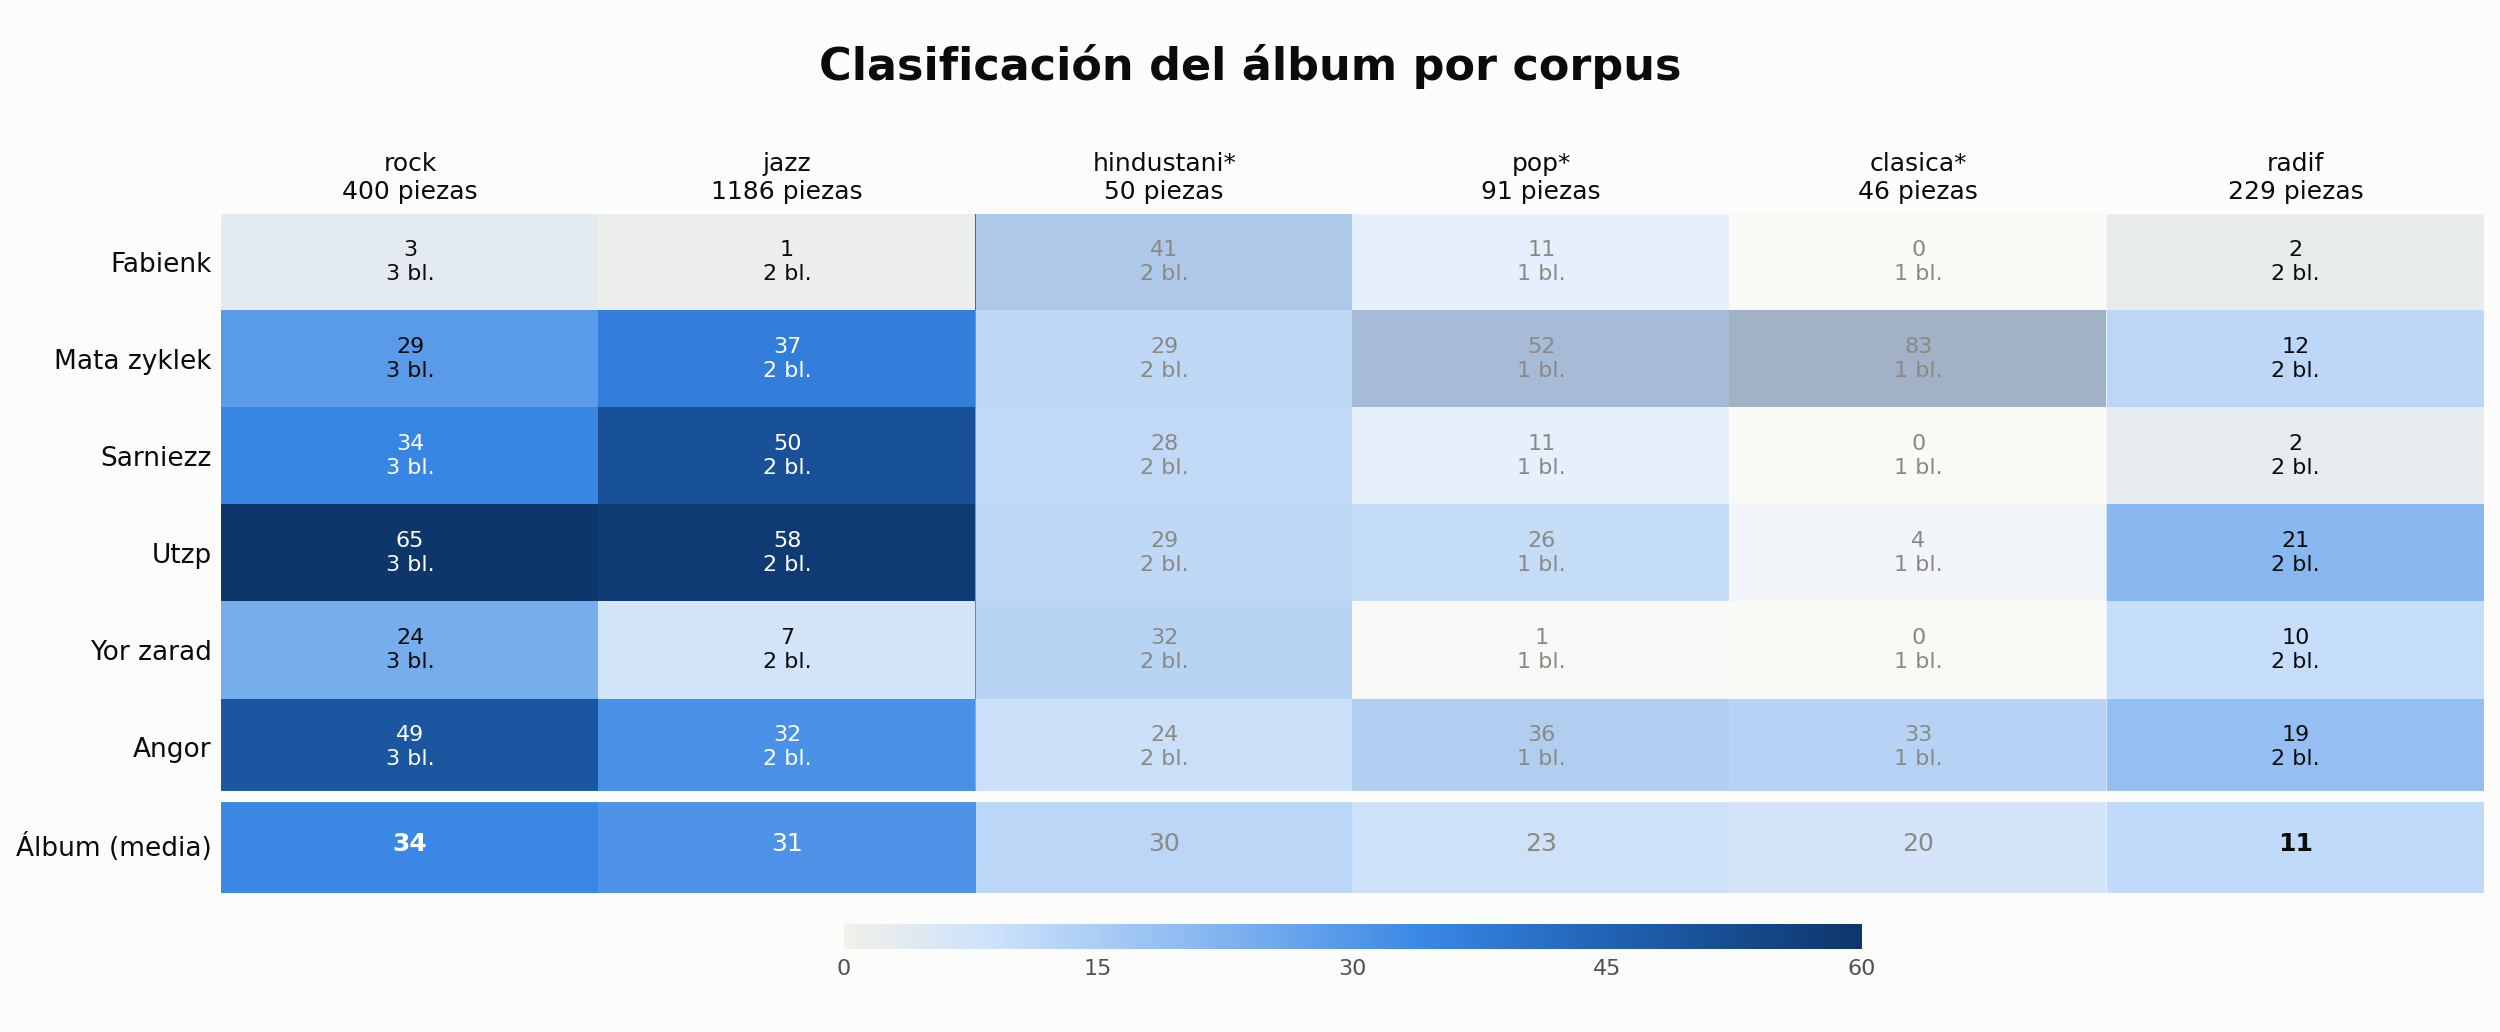 Clasificación del álbum por corpus
rock jazz hindustani* pop* clasica* radif
400 piezas 1186 piezas 50 piezas 91 piezas 46 piezas 229 piezas
Fabienk
3 1 41 11 0 2
3 bl. 2 bl. 2 bl. 1 bl. 1 bl. 2 bl.
Mata zyklek
29 37 29 52 83 12
3 bl. 2 bl. 2 bl. 1 bl. 1 bl. 2 bl.
Sarniezz
34 50 28 11 0 2
3 bl. 2 bl. 2 bl. 1 bl. 1 bl. 2 bl.
Utzp
65 58 29 26 4 21
3 bl. 2 bl. 2 bl. 1 bl. 1 bl. 2 bl.
Yor zarad
24 7 32 1 0 10
3 bl. 2 bl. 2 bl. 1 bl. 1 bl. 2 bl.
Angor
49 32 24 36 33 19
3 bl. 2 bl. 2 bl. 1 bl. 1 bl. 2 bl.
Álbum (media) 34 31 30 23 20 11
0 15 30 45 60